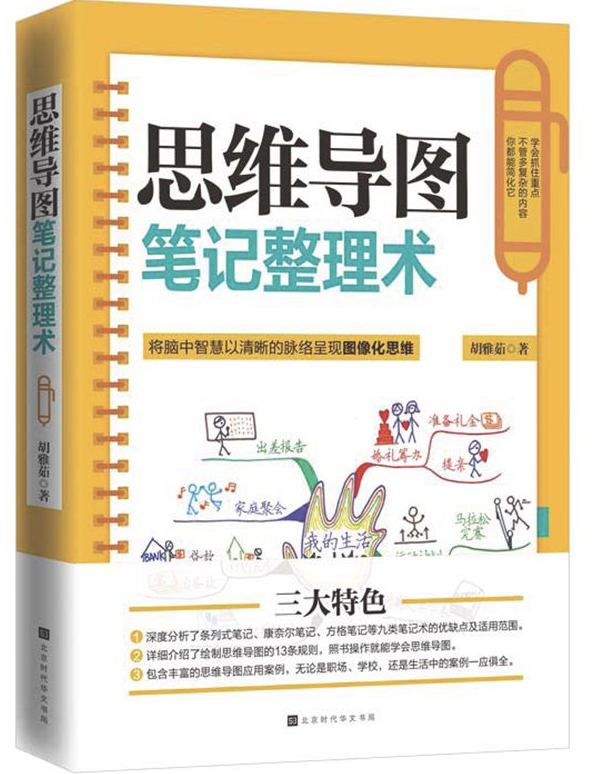 思维导图
笔记整理术
胡雅茹◎著
北京时代华文书局
学会抓住重点
不管多复杂的内容
你都能简化它
思维导图
笔记整理术
将脑中智慧以清晰的脉络呈现图像化思维
胡雅茹◎著
出差报告
准备礼金
婚礼筹办
提亲
家庭聚会
我的生活
马拉松
完赛
BANK
贷款
三大特色
1 深度分析了条列式笔记、康奈尔笔记、方格笔记等九类笔记术的优缺点及适用范围。
2 详细介绍了绘制思维导图的13条规则,照书操作就能学会思维导图。
3 包含丰富的思维导图应用案例,无论是职场、学校,还是生活中的案例一应俱全。
北京时代华文书局